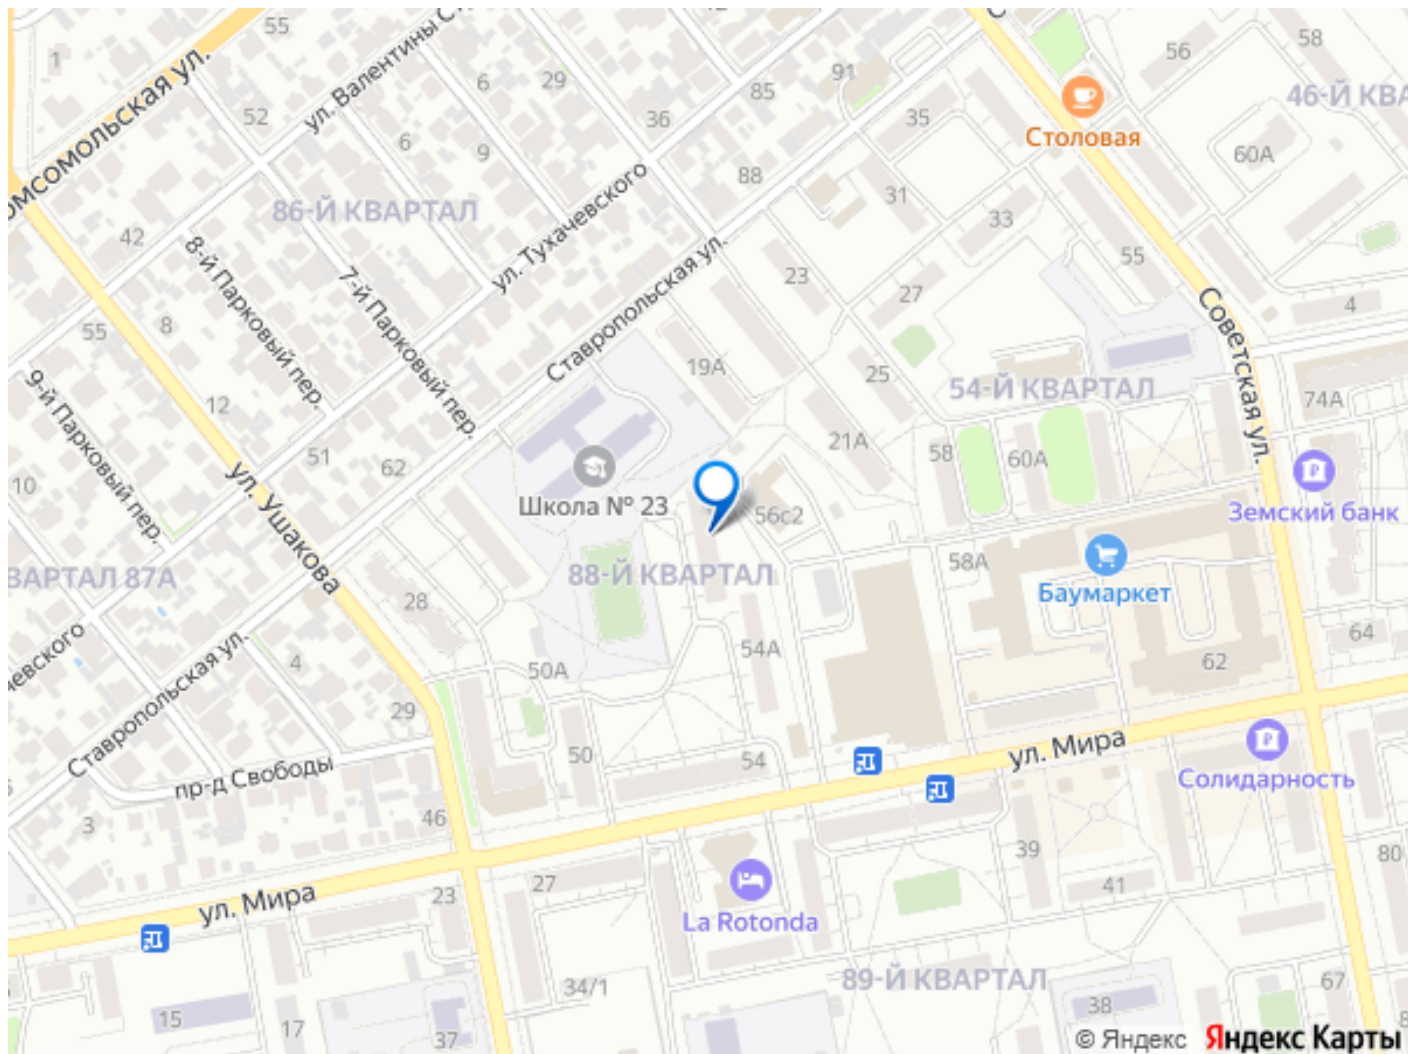 55
1
Комсомольская ул.
ул. Валентины
52
6
6
9
29
36
85
91
88
35
31
33
56
58
46-Й КВА
60А
Столовая
55
4
86-Й КВАРТАЛ
42
8-й Парковый пер.
7-й Парковый пер.
ул. Тухачевского
Ставропольская ул.
23
27
25
19А
21А
54-Й КВАРТАЛ
Советская ул.
74А
55
8
12
9-й Парковый пер.
10
51
62
ул. Ушакова
Школа № 23
56с2
58
60А
58А
Земский банк
Баумаркет
ВАРТАЛ 87А
88-Й КВАРТАЛ
28
54А
50А
62
64
чевского
Ставропольская ул.
4
29
50
54
пр-д Свободы
3
46
ул. Мира
Солидарность
39
41
80
27
23
ул. Мира
La Rotonda
89-Й КВАРТАЛ
34/1
15
17
37
38
67
© Яндекс Яндекс Карты